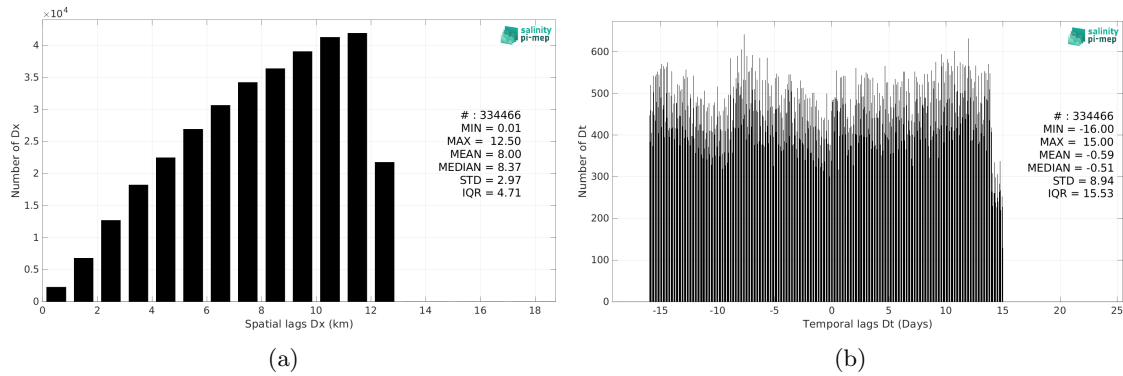 ×10⁴
4
3.5
3
2.5
2
1.5
1
0.5
0
Number of Dx
0 2 4 6 8 10 12 14 16 18
Spatial lags Dx (km)
salinity
pi-mep
# : 334466
MIN = 0.01
MAX = 12.50
MEAN = 8.00
MEDIAN = 8.37
STD = 2.97
IQR = 4.71
(a)
600
500
400
300
200
100
0
Number of Dt
-15 -10 -5 0 5 10 15 20 25
Temporal lags Dt (Days)
salinity
pi-mep
# : 334466
MIN = -16.00
MAX = 15.00
MEAN = -0.59
MEDIAN = -0.51
STD = 8.94
IQR = 15.53
(b)